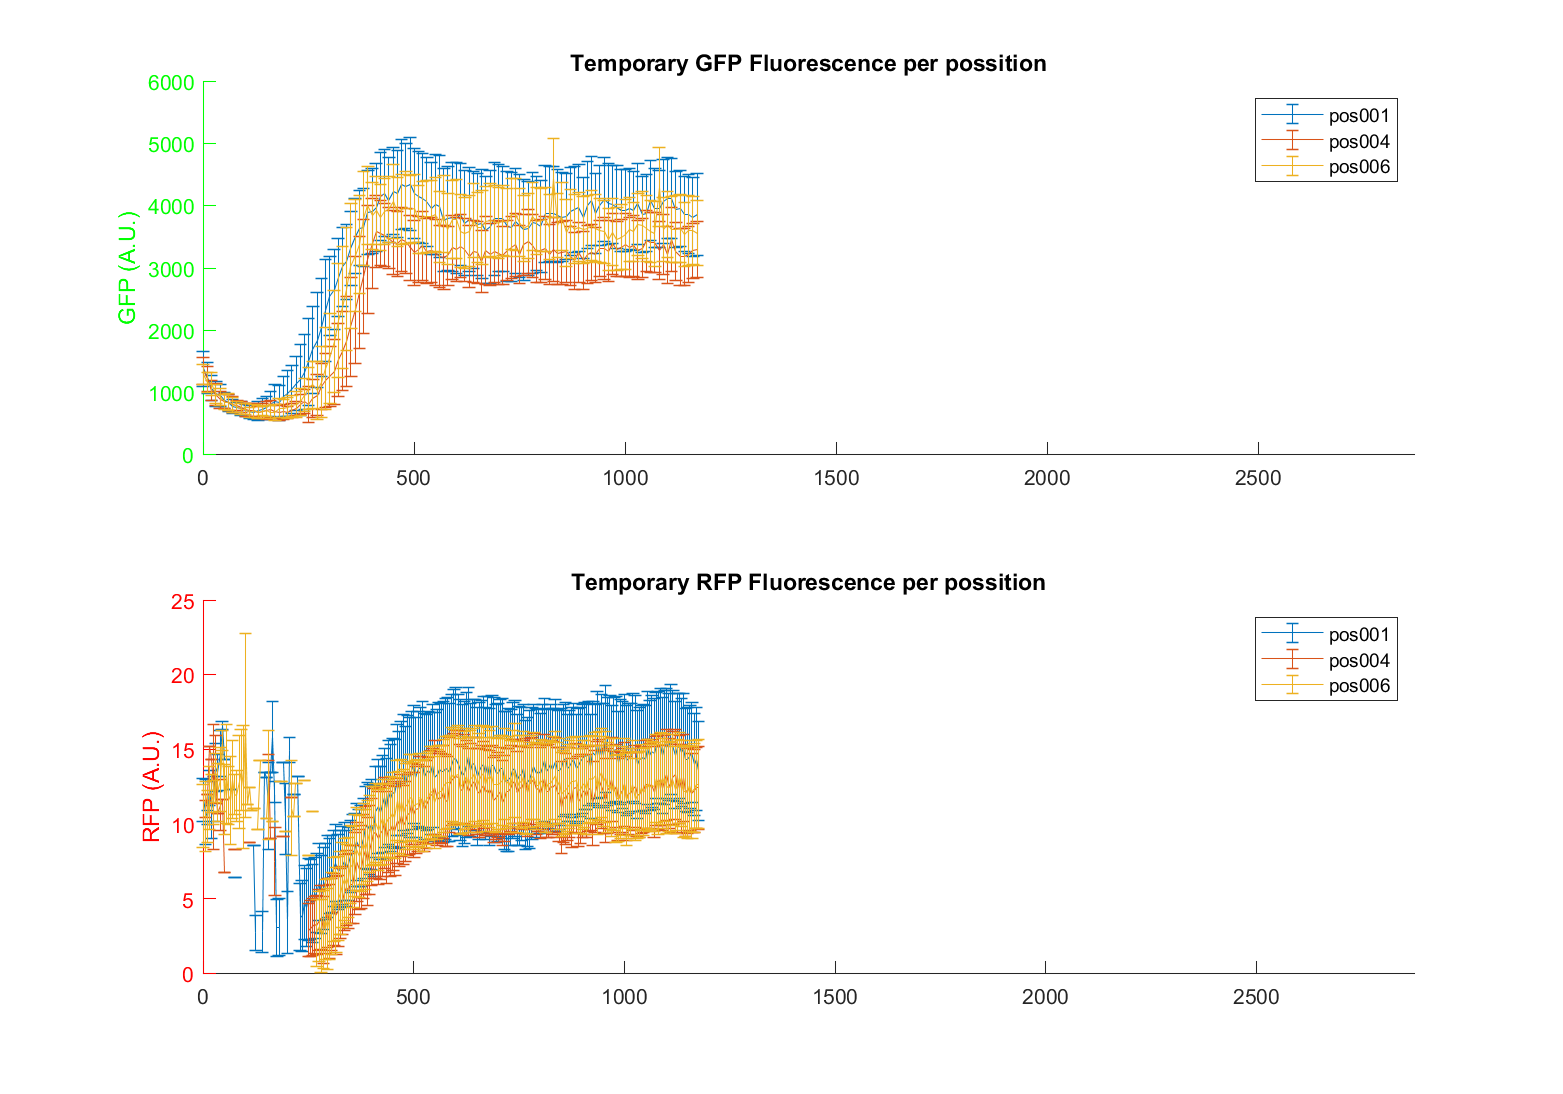 Temporary GFP Fluorescence per possition
6000
5000
4000
3000
2000
1000
0
GFP (A.U.)
pos001
pos004
pos006
0 500 1000 1500 2000 2500
Temporary RFP Fluorescence per possition
25
20
15
10
5
0
RFP (A.U.)
pos001
pos004
pos006
0 500 1000 1500 2000 2500